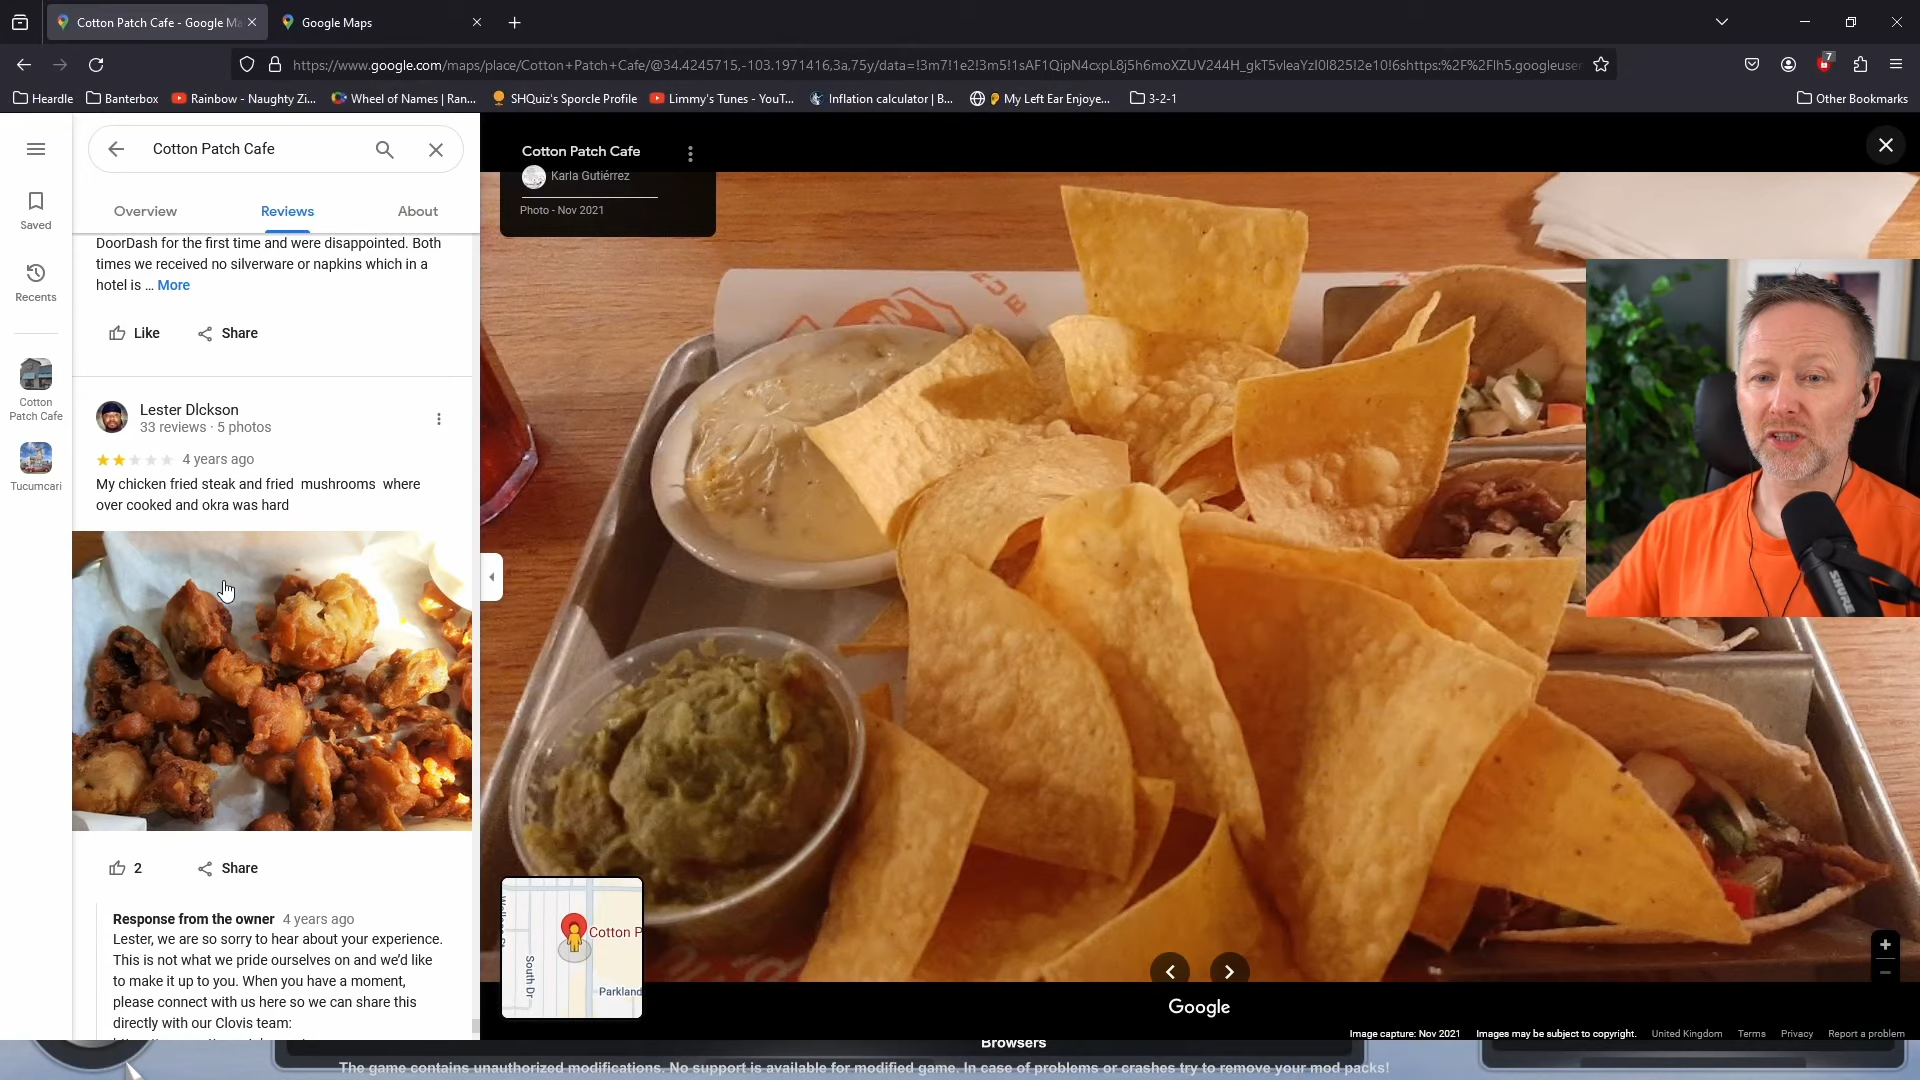 Cotton Patch Cafe - Google Ma
Google Maps
https://www.google.com/maps/place/Cotton+Patch+Cafe/@34.4245715,-103.1971416,3a,75y/data=!3m7!1e2!3m5!1sAF1QipN4cxpL8j5h6moXZUV244H_gkT5vleaYzI0l825!2e10!6shttps:%2F%2Flh5.googleuser
7
Heardle
Banterbox
Rainbow - Naughty Zi...
Wheel of Names | Ran...
SHQuiz's Sporcle Profile
Limmy's Tunes - YouT...
Inflation calculator | B...
My Left Ear Enjoye...
3-2-1
Other Bookmarks
Cotton Patch Cafe
Saved
Recents
Cotton
Patch Cafe
Tucumcari
Overview
Reviews
About
DoorDash for the first time and were disappointed. Both
times we received no silverware or napkins which in a
hotel is … More
Like
Share
Lester DIckson
33 reviews · 5 photos
4 years ago
My chicken fried steak and fried mushrooms where
over cooked and okra was hard
2
Share
Response from the owner 4 years ago
Lester, we are so sorry to hear about your experience.
This is not what we pride ourselves on and we'd like
to make it up to you. When you have a moment,
please connect with us here so we can share this
directly with our Clovis team:
Cotton Patch Cafe
Karla Gutiérrez
Photo - Nov 2021
Cotton P
South Dr
Parkland
SHURE
Google
Image capture: Nov 2021
Images may be subject to copyright.
United Kingdom
Terms
Privacy
Report a problem
Browsers
The game contains unauthorized modifications. No support is available for modified game. In case of problems or crashes try to remove your mod packs!